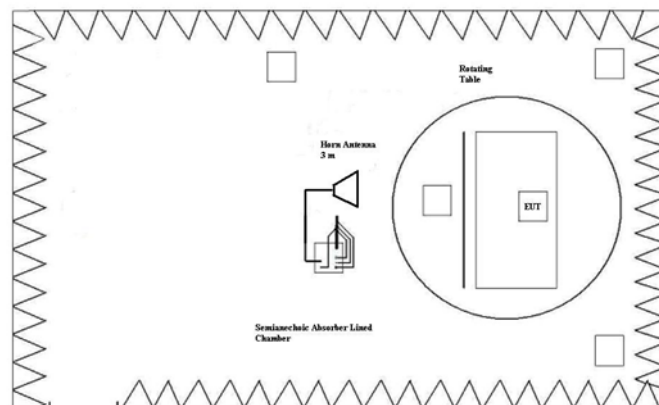 Rotating
Table
Horn Antenna
3 m
EUT
Semianechoic Absorber Lined
Chamber